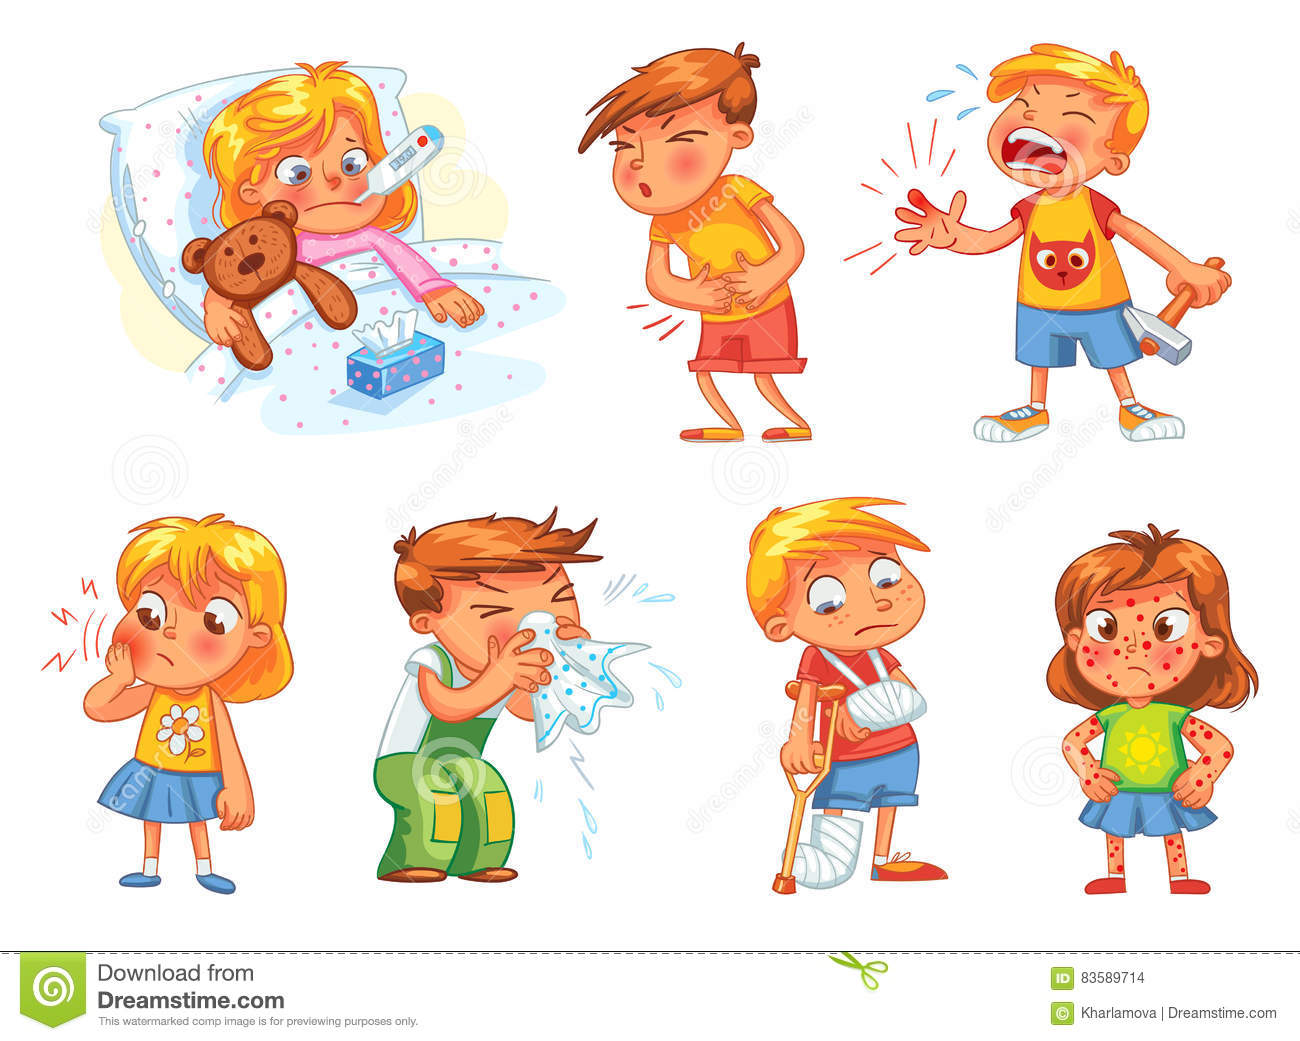 Download from
Dreamstime.com
This watermarked comp image is for previewing purposes only.
ID 83589714
© Kharlamova | Dreamstime.com